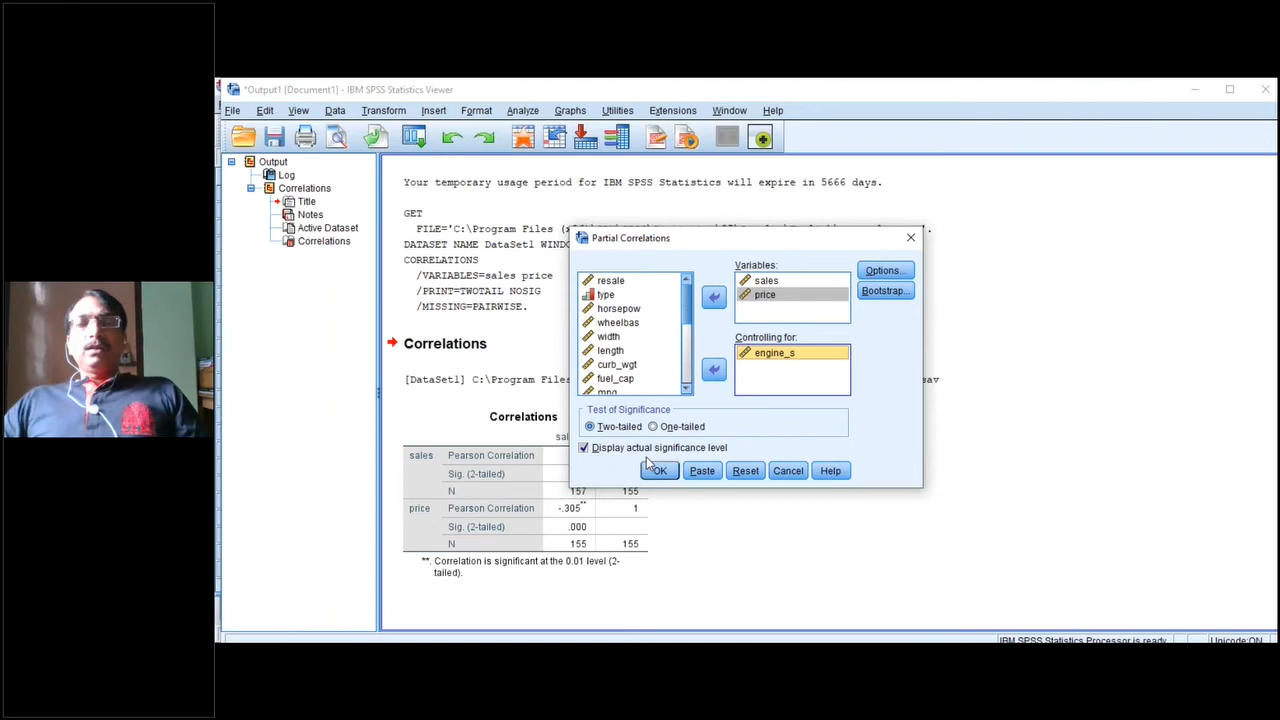 *Output1 [Document1] - IBM SPSS Statistics Viewer
File Edit View Data Transform Insert Format Analyze Graphs Utilities Extensions Window Help
Output
Log
Correlations
Title
Notes
Active Dataset
Correlations
Your temporary usage period for IBM SPSS Statistics will expire in 5666 days.
GET
FILE='C:\Program Files
DATASET NAME DataSet1
CORRELATIONS
/VARIABLES=sales price
/PRINT=TWOTAIL NOSIG
/MISSING=PAIRWISE.
Correlations
[DataSet1] C:\Program Files
Correlations
sales Pearson Correlation
Sig. (2-tailed)
N 157 155
price Pearson Correlation -.305** 1
Sig. (2-tailed) .000
N 155 155
**. Correlation is significant at the 0.01 level (2-
tailed).
Partial Correlations
resale
type
horsepow
wheelbas
width
length
curb_wgt
fuel_cap
mpg
Variables:
sales
price
Controlling for:
engine_s
Options...
Bootstrap...
Test of Significance
Two-tailed One-tailed
Display actual significance level
OK Paste Reset Cancel Help
IBM SPSS Statistics Processor is ready Unicode:ON